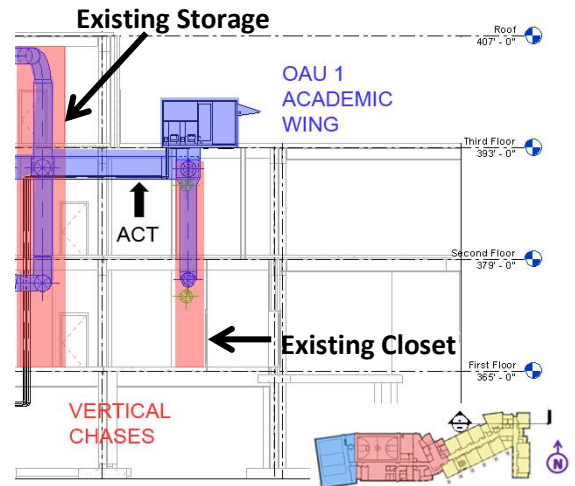 Existing Storage
Roof
407' - 0"
OAU 1
ACADEMIC
WING
Third Floor
393' - 0"
ACT
Second Floor
379' - 0"
Existing Closet
First Floor
365' - 0"
VERTICAL
CHASES
N